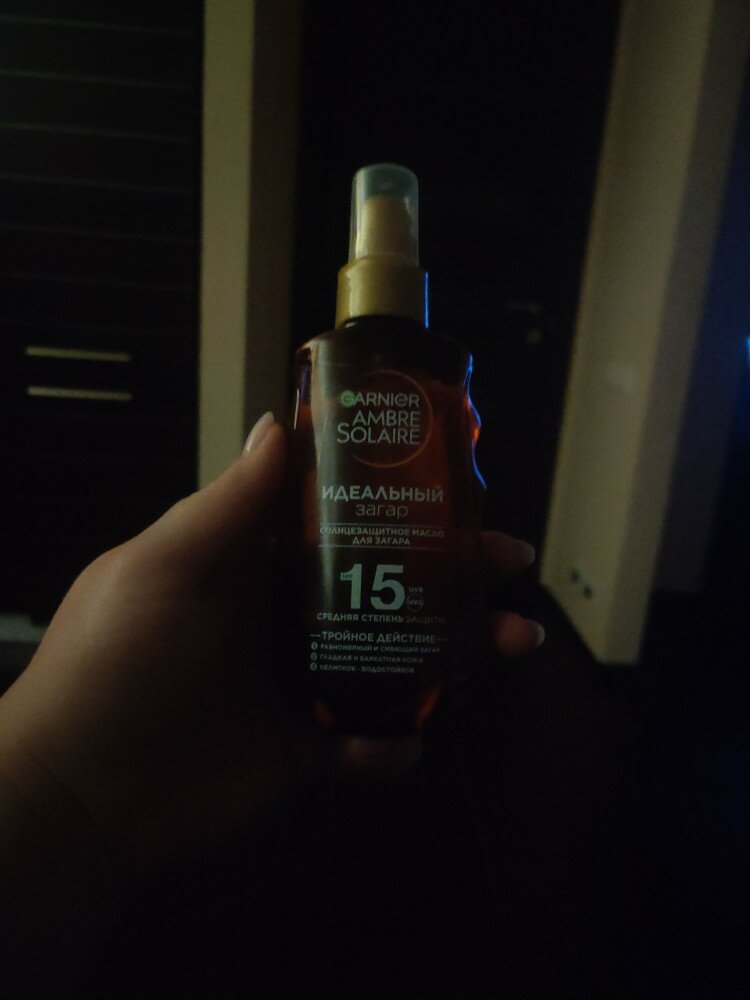 GARNIER
AMBRE
SOLAIRE
ИДЕАЛЬНЫЙ
загар
СОЛНЦЕЗАЩИТНОЕ МАСЛО
ДЛЯ ЗАГАРА
SPF 15 UVB UVA
СРЕДНЯЯ СТЕПЕНЬ ЗАЩИТЫ
—ТРОЙНОЕ ДЕЙСТВИЕ—
1 РАВНОМЕРНЫЙ И СИЯЮЩИЙ ЗАГАР
2 ГЛАДКАЯ И БАРХАТНАЯ КОЖА
3 НЕЛИПКОЕ - ВОДОСТОЙКОЕ